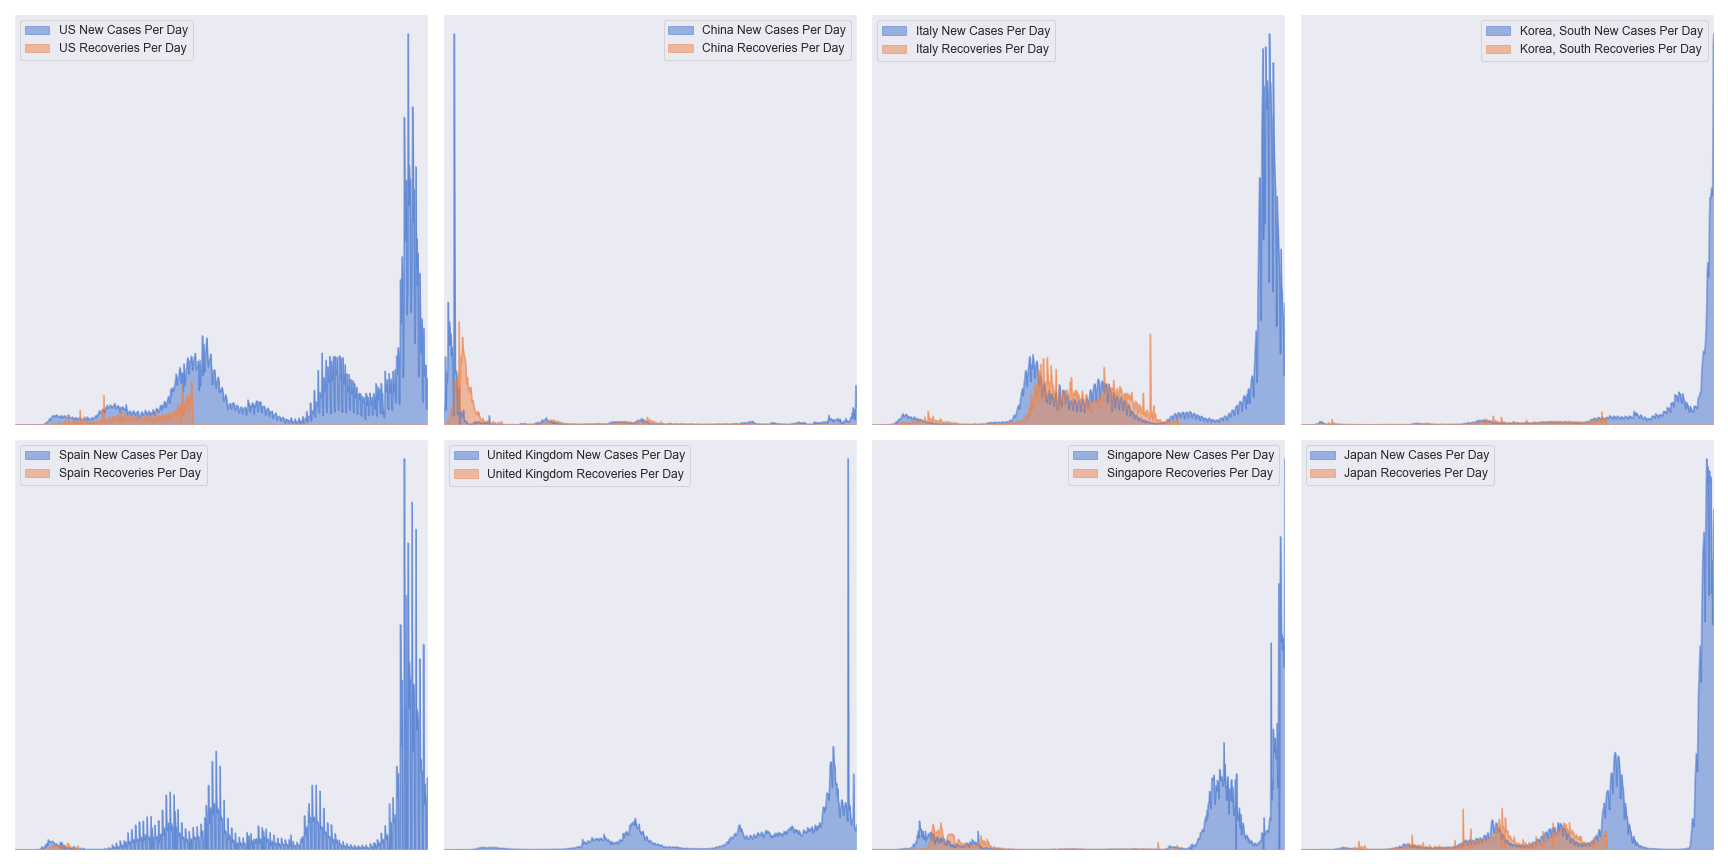 US New Cases Per Day
US Recoveries Per Day
China New Cases Per Day
China Recoveries Per Day
Italy New Cases Per Day
Italy Recoveries Per Day
Korea, South New Cases Per Day
Korea, South Recoveries Per Day
Spain New Cases Per Day
Spain Recoveries Per Day
United Kingdom New Cases Per Day
United Kingdom Recoveries Per Day
Singapore New Cases Per Day
Singapore Recoveries Per Day
Japan New Cases Per Day
Japan Recoveries Per Day